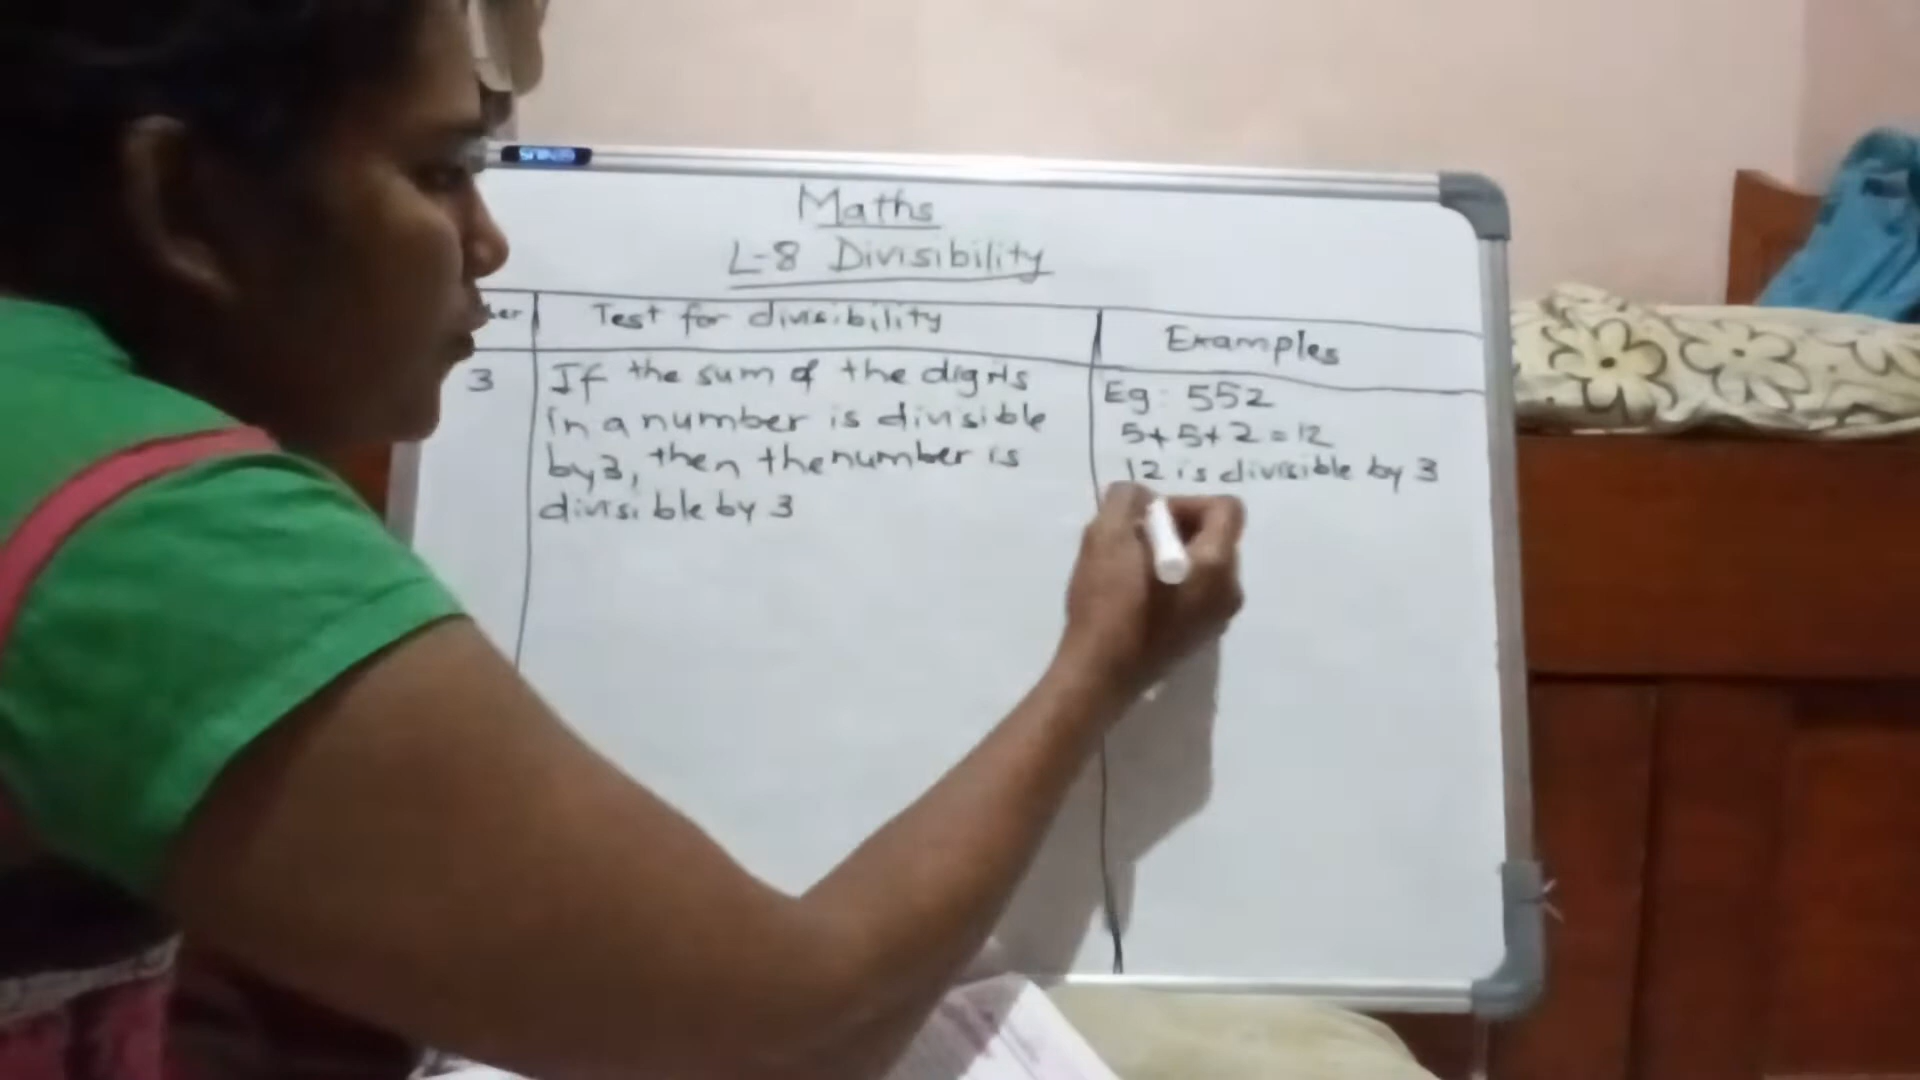 Maths
L-8 Divisibility
Test for divisibility
Examples
3
If the sum of the digits
in a number is divisible
by 3, then the number is
divisible by 3
Eg: 552
5+5+2=12
12 is divisible by 3